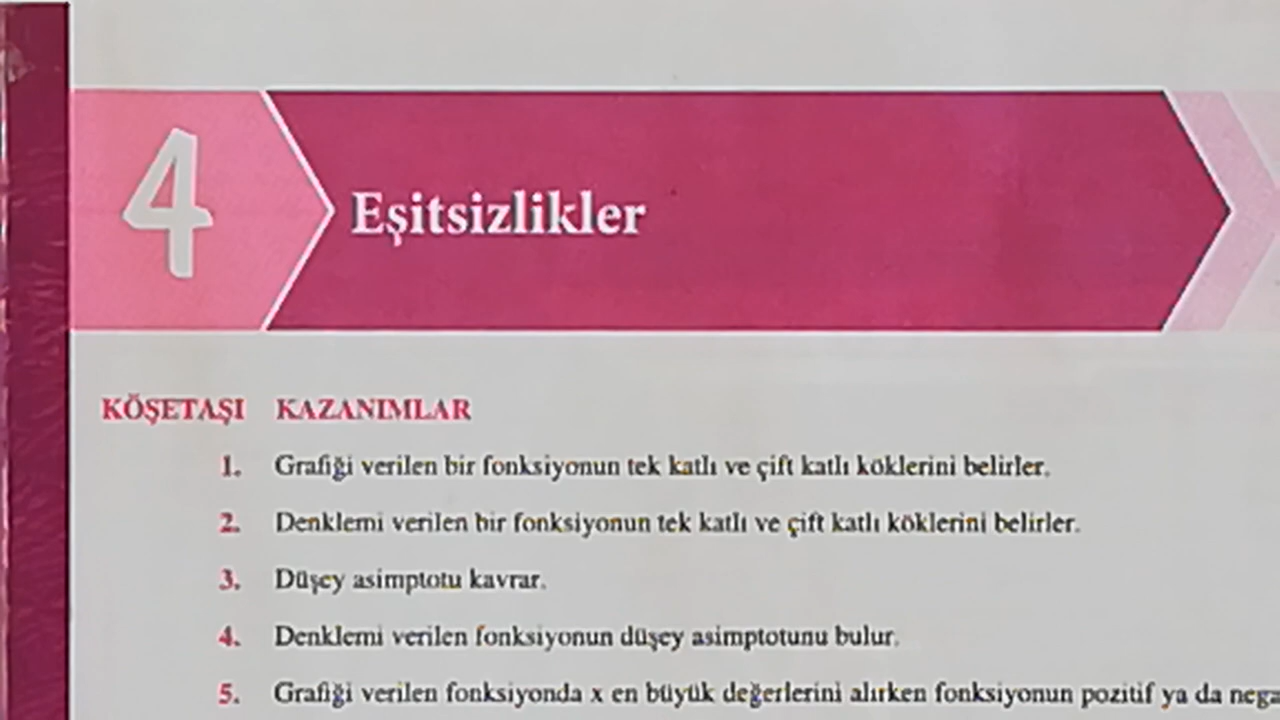 4
Eşitsizlikler
KÖŞETAŞI KAZANIMLAR
1. Grafiği verilen bir fonksiyonun tek katlı ve çift katlı köklerini belirler.
2. Denklemi verilen bir fonksiyonun tek katlı ve çift katlı köklerini belirler.
3. Düşey asimptotu kavrar.
4. Denklemi verilen fonksiyonun düşey asimptotunu bulur.
5. Grafiği verilen fonksiyonda x en büyük değerlerini alırken fonksiyonun pozitif ya da